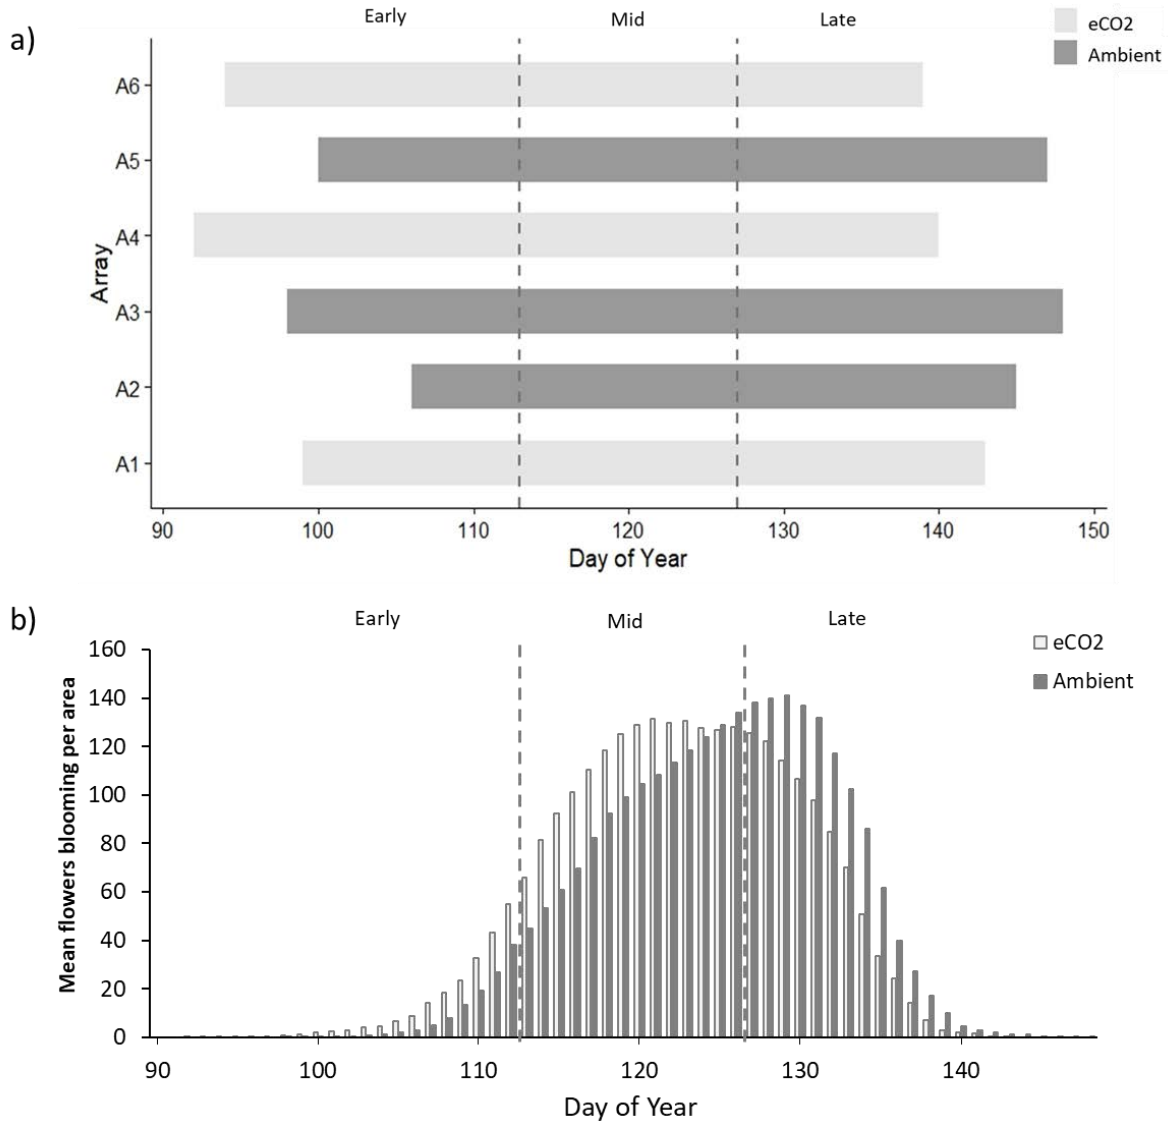 a)
Early Mid Late
eCO2
Ambient
Array
A6
A5
A4
A3
A2
A1
90 100 110 120 130 140 150
Day of Year
b)
Early Mid Late
eCO2
Ambient
Mean flowers blooming per area
160
140
120
100
80
60
40
20
0
90 100 110 120 130 140
Day of Year